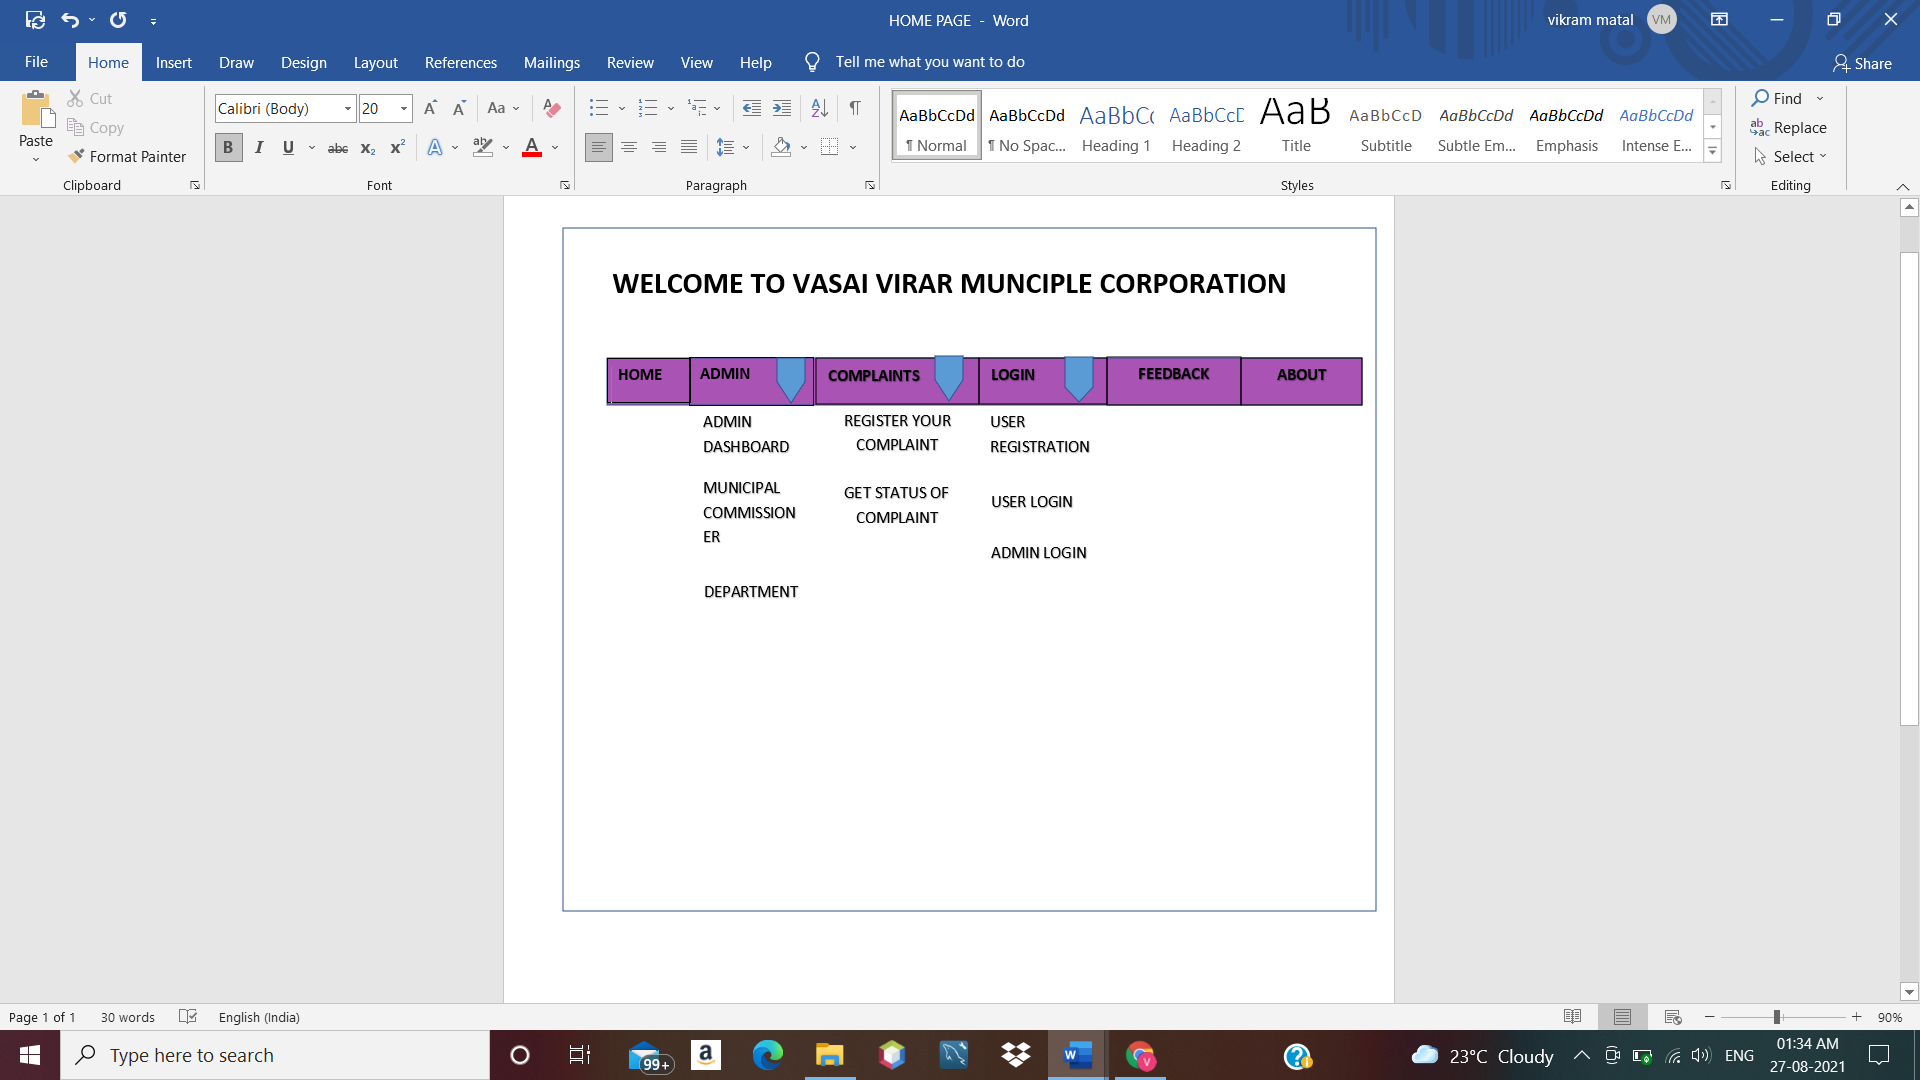 HOME PAGE - Word
vikram matal
VM
File
Home
Insert
Draw
Design
Layout
References
Mailings
Review
View
Help
Tell me what you want to do
Share
Paste
Cut
Copy
Format Painter
Clipboard
Calibri (Body)
20
Font
Paragraph
AaBbCcDd
¶ Normal
AaBbCcDd
¶ No Spac...
AaBbCc
Heading 1
AaBbCcD
Heading 2
AaB
Title
AaBbCcD
Subtitle
AaBbCcDd
Subtle Em...
AaBbCcDd
Emphasis
AaBbCcDd
Intense E...
Styles
Find
Replace
Select
Editing
WELCOME TO VASAI VIRAR MUNCIPLE CORPORATION
HOME
ADMIN
COMPLAINTS
LOGIN
FEEDBACK
ABOUT
ADMIN
DASHBOARD
MUNICIPAL
COMMISSION
ER
DEPARTMENT
REGISTER YOUR
COMPLAINT
GET STATUS OF
COMPLAINT
USER
REGISTRATION
USER LOGIN
ADMIN LOGIN
Page 1 of 1
30 words
English (India)
90%
Type here to search
99+
23°C Cloudy
ENG
01:34 AM
27-08-2021